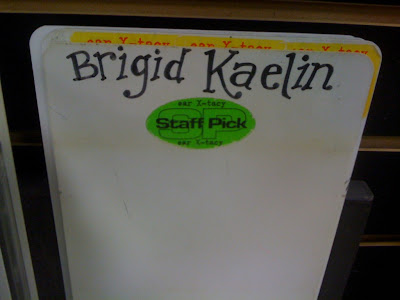 ear X-tacy ear X-tacy ear X-tacy
Brigid Kaelin
ear X-tacy
Staff Pick
ear X-tacy